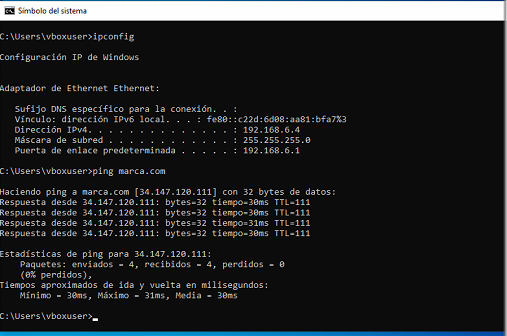 Símbolo del sistema
C:\Users\vboxuser>ipconfig
Configuración IP de Windows
Adaptador de Ethernet Ethernet:
Sufijo DNS específico para la conexión. . :
Vínculo: dirección IPv6 local. . . : fe80::c22d:6d08:aa81:bfa7%3
Dirección IPv4. . . . . . . . . . . . . . : 192.168.6.4
Máscara de subred . . . . . . . . . . . . : 255.255.255.0
Puerta de enlace predeterminada . . . . . : 192.168.6.1
C:\Users\vboxuser>ping marca.com
Haciendo ping a marca.com [34.147.120.111] con 32 bytes de datos:
Respuesta desde 34.147.120.111: bytes=32 tiempo=30ms TTL=111
Respuesta desde 34.147.120.111: bytes=32 tiempo=30ms TTL=111
Respuesta desde 34.147.120.111: bytes=32 tiempo=31ms TTL=111
Respuesta desde 34.147.120.111: bytes=32 tiempo=30ms TTL=111
Estadísticas de ping para 34.147.120.111:
Paquetes: enviados = 4, recibidos = 4, perdidos = 0
(0% perdidos),
Tiempos aproximados de ida y vuelta en milisegundos:
Mínimo = 30ms, Máximo = 31ms, Media = 30ms
C:\Users\vboxuser>